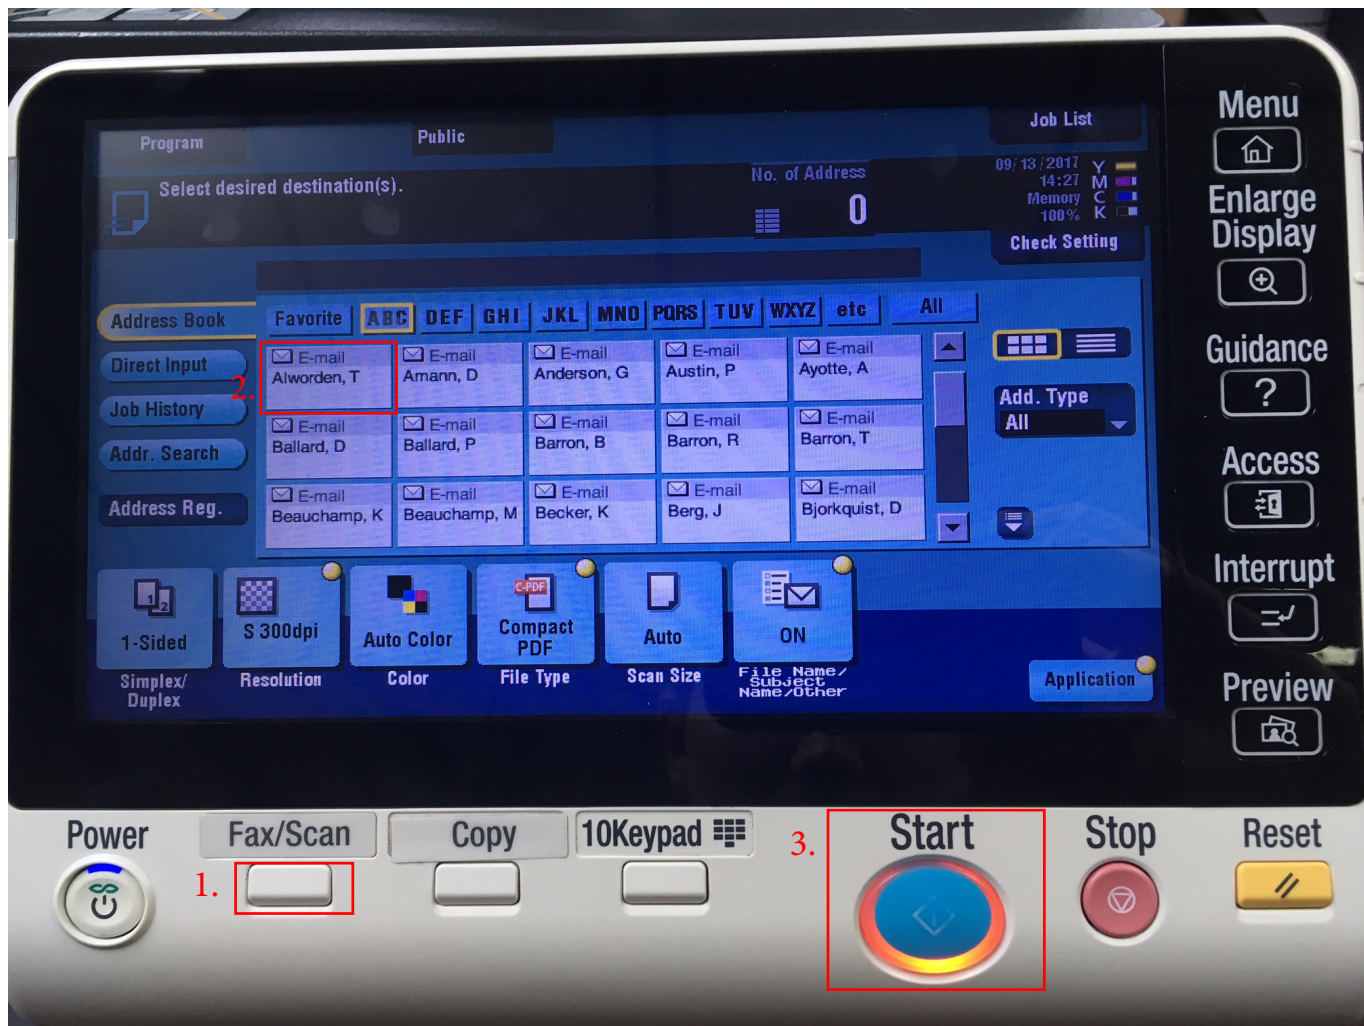 Program
Public
Job List
Select desired destination(s).
No. of Address
0
09/13/2017
14:27
Memory
100%
Y
M
C
K
Check Setting
Address Book
Favorite
ABC
DEF
GHI
JKL
MNO
PQRS
TUV
WXYZ
etc
All
Direct Input
Job History
Addr. Search
Address Reg.
2.
E-mail
Alworden, T
E-mail
Amann, D
E-mail
Anderson, G
E-mail
Austin, P
E-mail
Ayotte, A
E-mail
Ballard, D
E-mail
Ballard, P
E-mail
Barron, B
E-mail
Barron, R
E-mail
Barron, T
E-mail
Beauchamp, K
E-mail
Beauchamp, M
E-mail
Becker, K
E-mail
Berg, J
E-mail
Bjorkquist, D
Add. Type
All
1 2
1-Sided
Simplex/
Duplex
S 300dpi
Resolution
Auto Color
Color
C-PDF
Compact
PDF
File Type
Auto
Scan Size
ON
File Name/
Subject
Name/Other
Application
Menu
Enlarge
Display
Guidance
?
Access
Interrupt
Preview
Power
Fax/Scan
1.
Copy
10Keypad
3.
Start
Stop
Reset